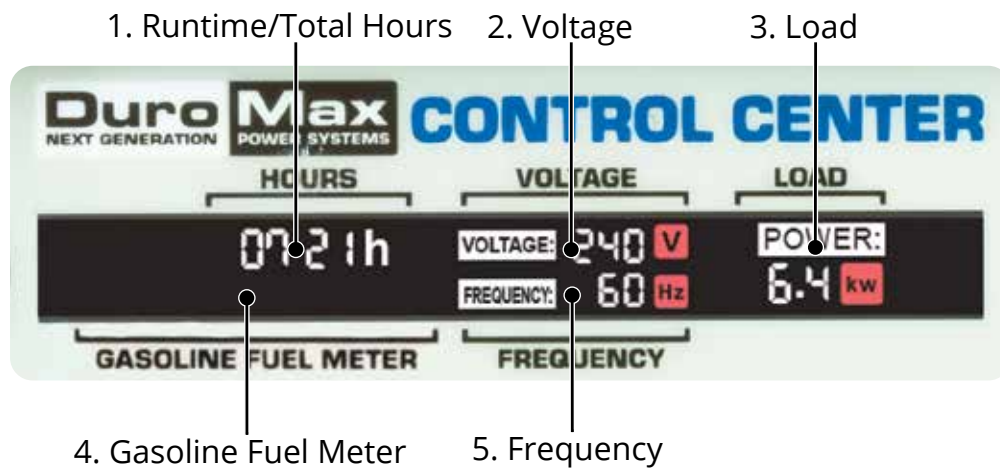 1. Runtime/Total Hours 2. Voltage 3. Load
Duro Max CONTROL CENTER
NEXT GENERATION POWER SYSTEMS
HOURS VOLTAGE LOAD
0721h VOLTAGE: 240 V POWER:
FREQUENCY: 60 Hz 6.4 kw
GASOLINE FUEL METER FREQUENCY
4. Gasoline Fuel Meter 5. Frequency